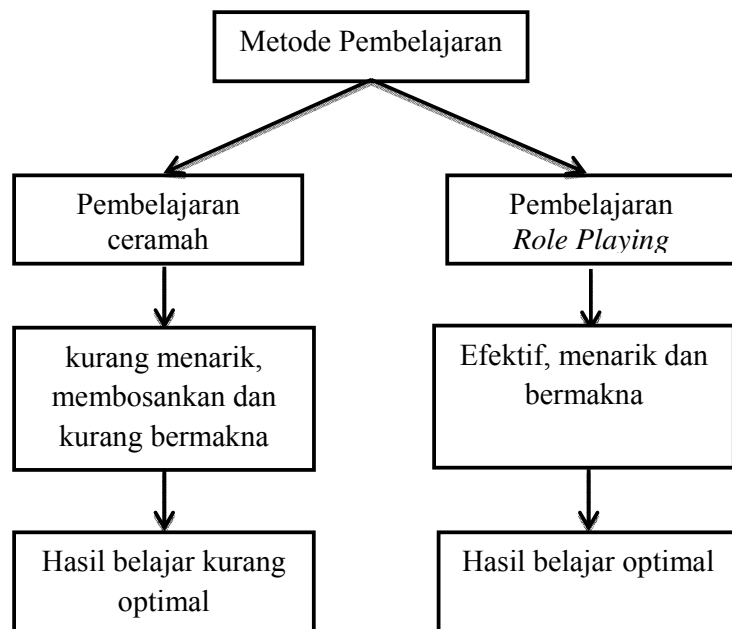 Metode Pembelajaran
Pembelajaran
ceramah
Pembelajaran
Role Playing
kurang menarik,
membosankan dan
kurang bermakna
Efektif, menarik dan
bermakna
Hasil belajar kurang
optimal
Hasil belajar optimal